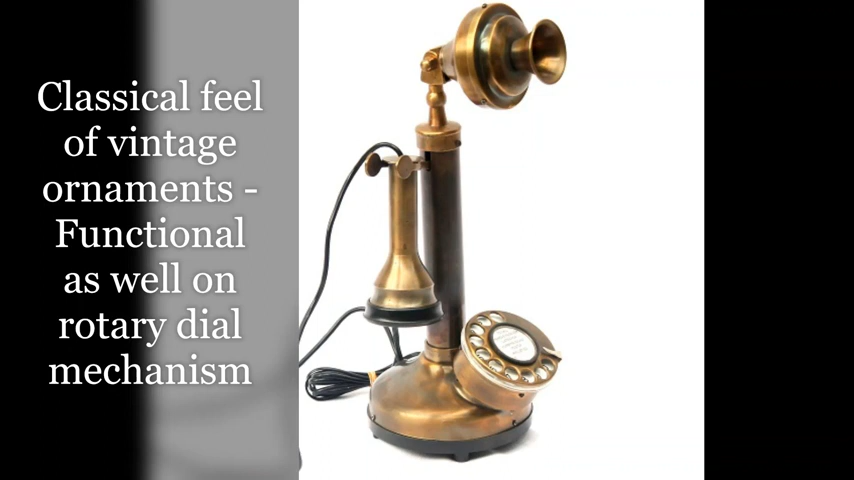 Classical feel
of vintage
ornaments -
Functional
as well on
rotary dial
mechanism